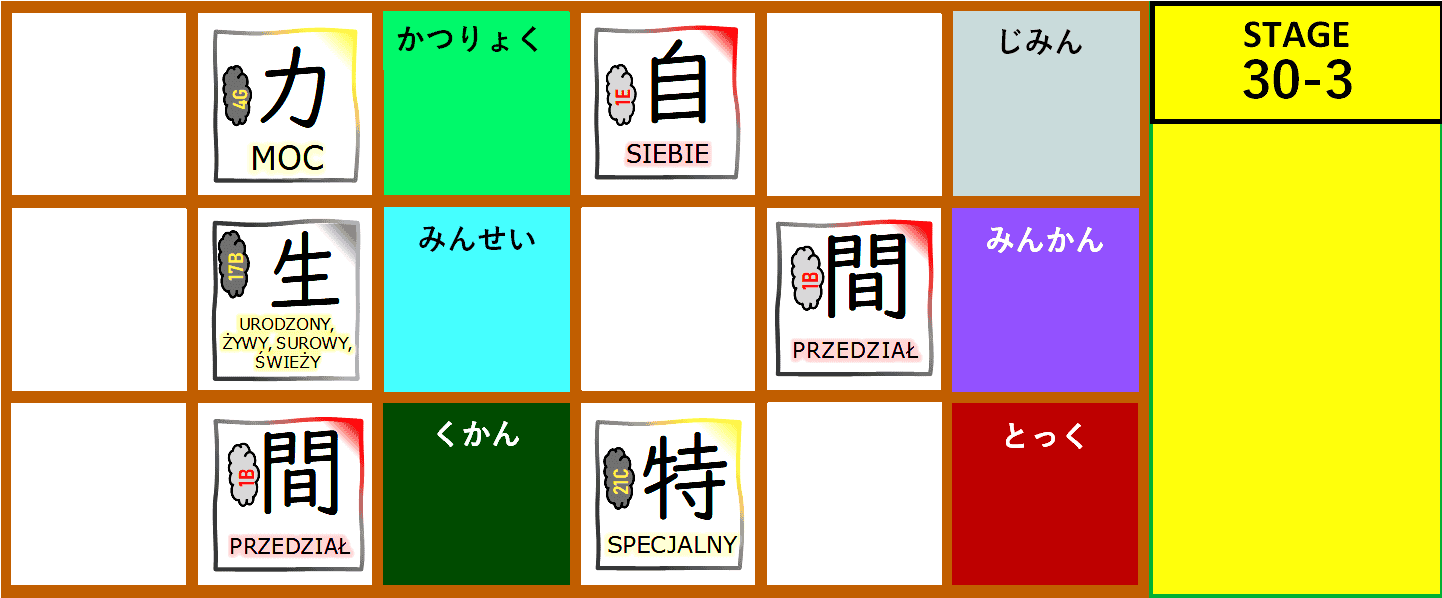 4G
力
MOC
かつりょく
1E
自
SIEBIE
じみん
STAGE
30-3
17B
生
URODZONY,
ŻYWY, SUROWY,
ŚWIEŻY
みんせい
1B
間
PRZEDZIAŁ
みんかん
1B
間
PRZEDZIAŁ
くかん
21C
特
SPECJALNY
とっく